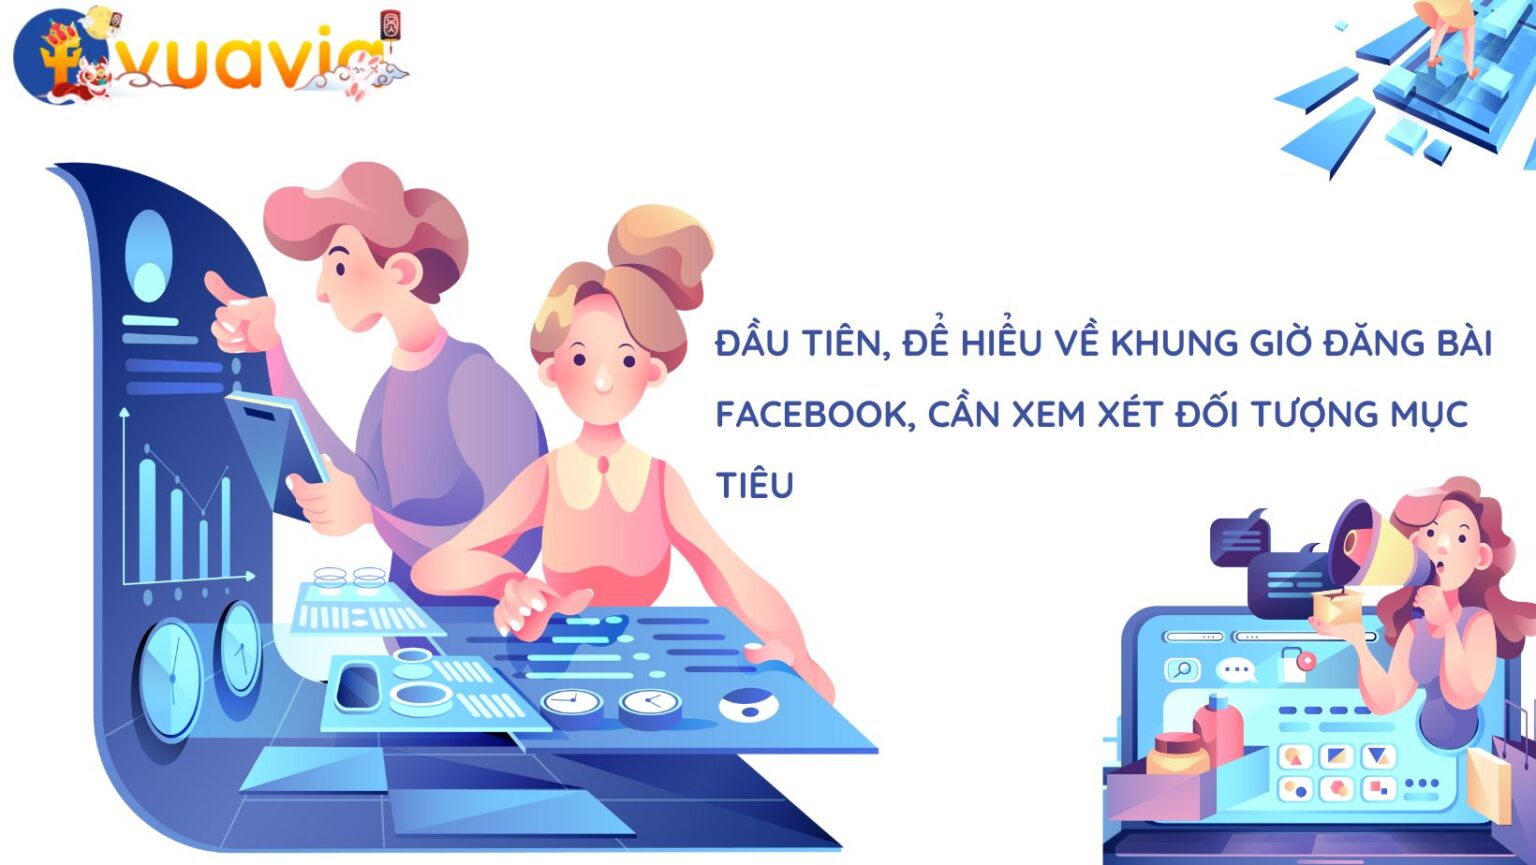 vuavia
ĐẦU TIÊN, ĐỂ HIỂU VỀ KHUNG GIỜ ĐĂNG BÀI
FACEBOOK, CẦN XEM XÉT ĐỐI TƯỢNG MỤC
TIÊU